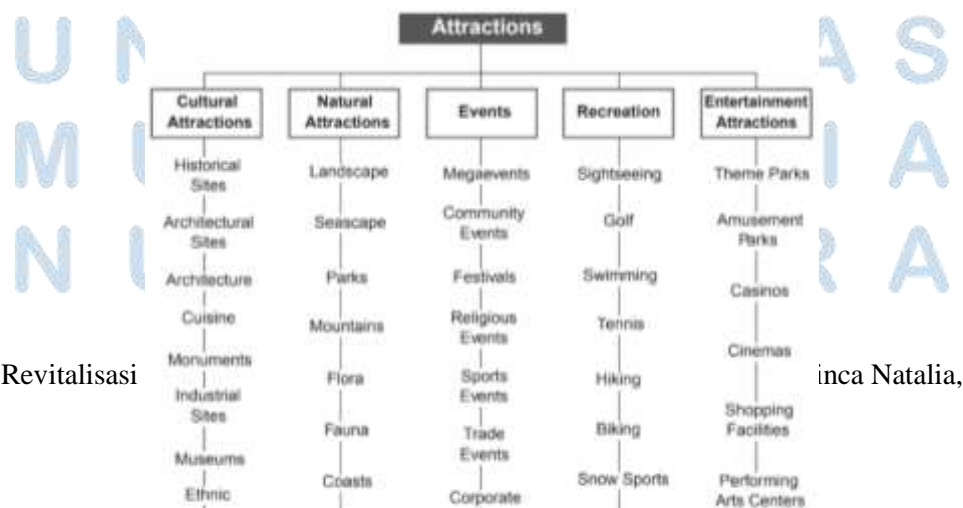 Attractions
Cultural
Attractions
Historical
Sites
Architectural
Sites
Architecture
Cuisine
Monuments
Industrial
Sites
Museums
Ethnic
Natural
Attractions
Landscape
Seascape
Parks
Mountains
Flora
Fauna
Coasts
Events
Megaevents
Community
Events
Festivals
Religious
Events
Sports
Events
Trade
Events
Corporate
Recreation
Sightseeing
Golf
Swimming
Tennis
Hiking
Biking
Snow Sports
Entertainment
Attractions
Theme Parks
Amusement
Parks
Casinos
Cinemas
Shopping
Facilities
Performing
Arts Centers
U N A S
M U I A
N U R A
Revitalisasi inca Natalia,